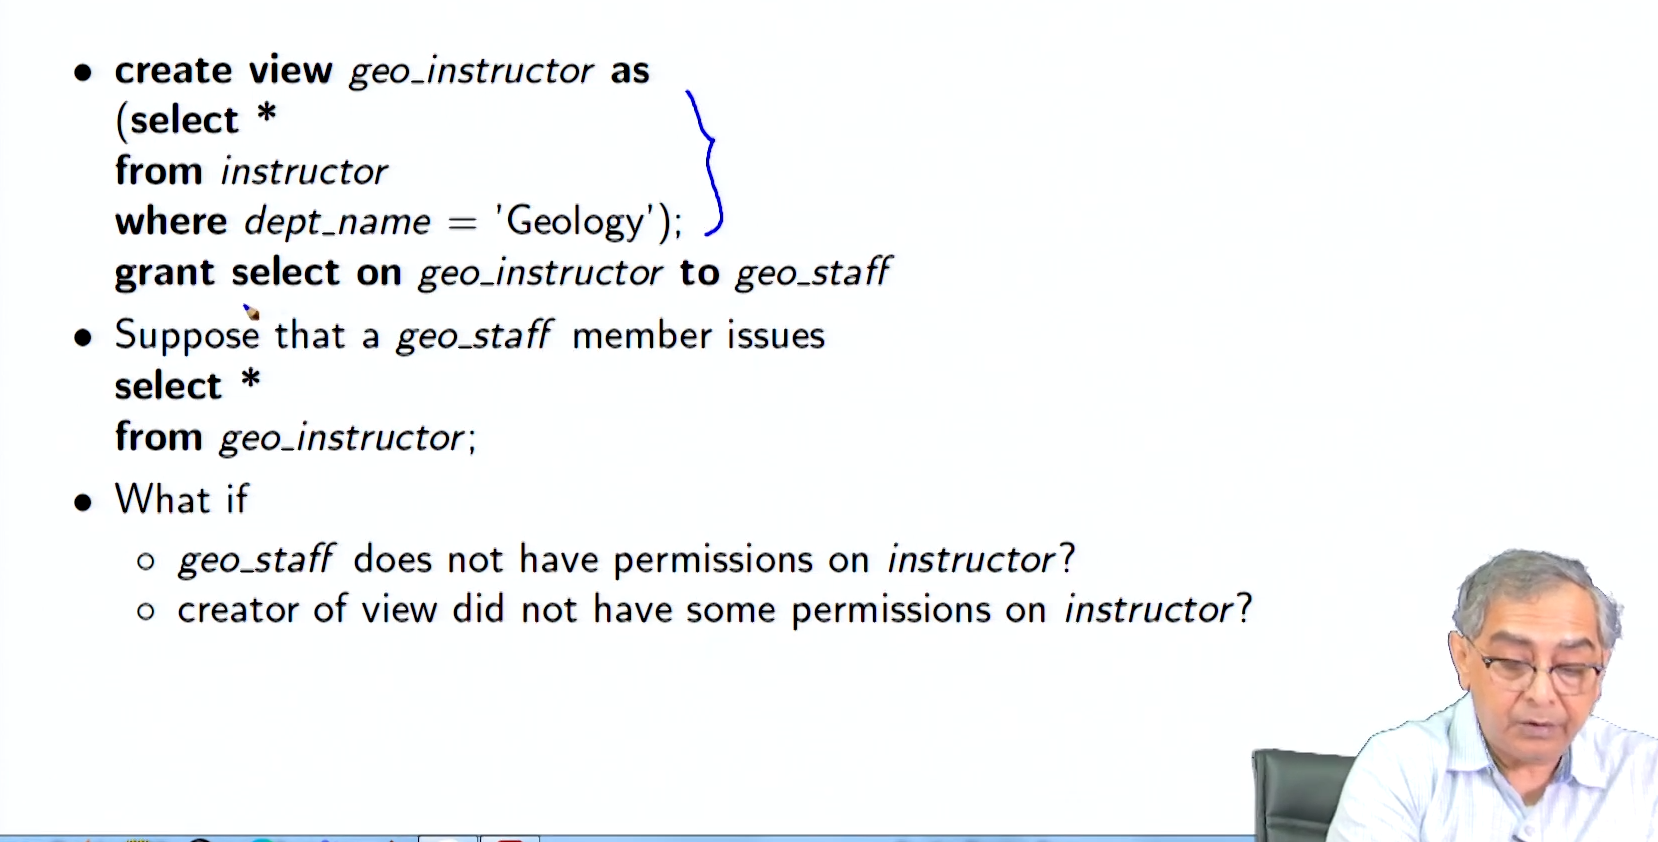 • create view geo_instructor as
(select *
from instructor
where dept_name = 'Geology');
grant select on geo_instructor to geo_staff
• Suppose that a geo_staff member issues
select *
from geo_instructor;
• What if
○ geo_staff does not have permissions on instructor?
○ creator of view did not have some permissions on instructor?